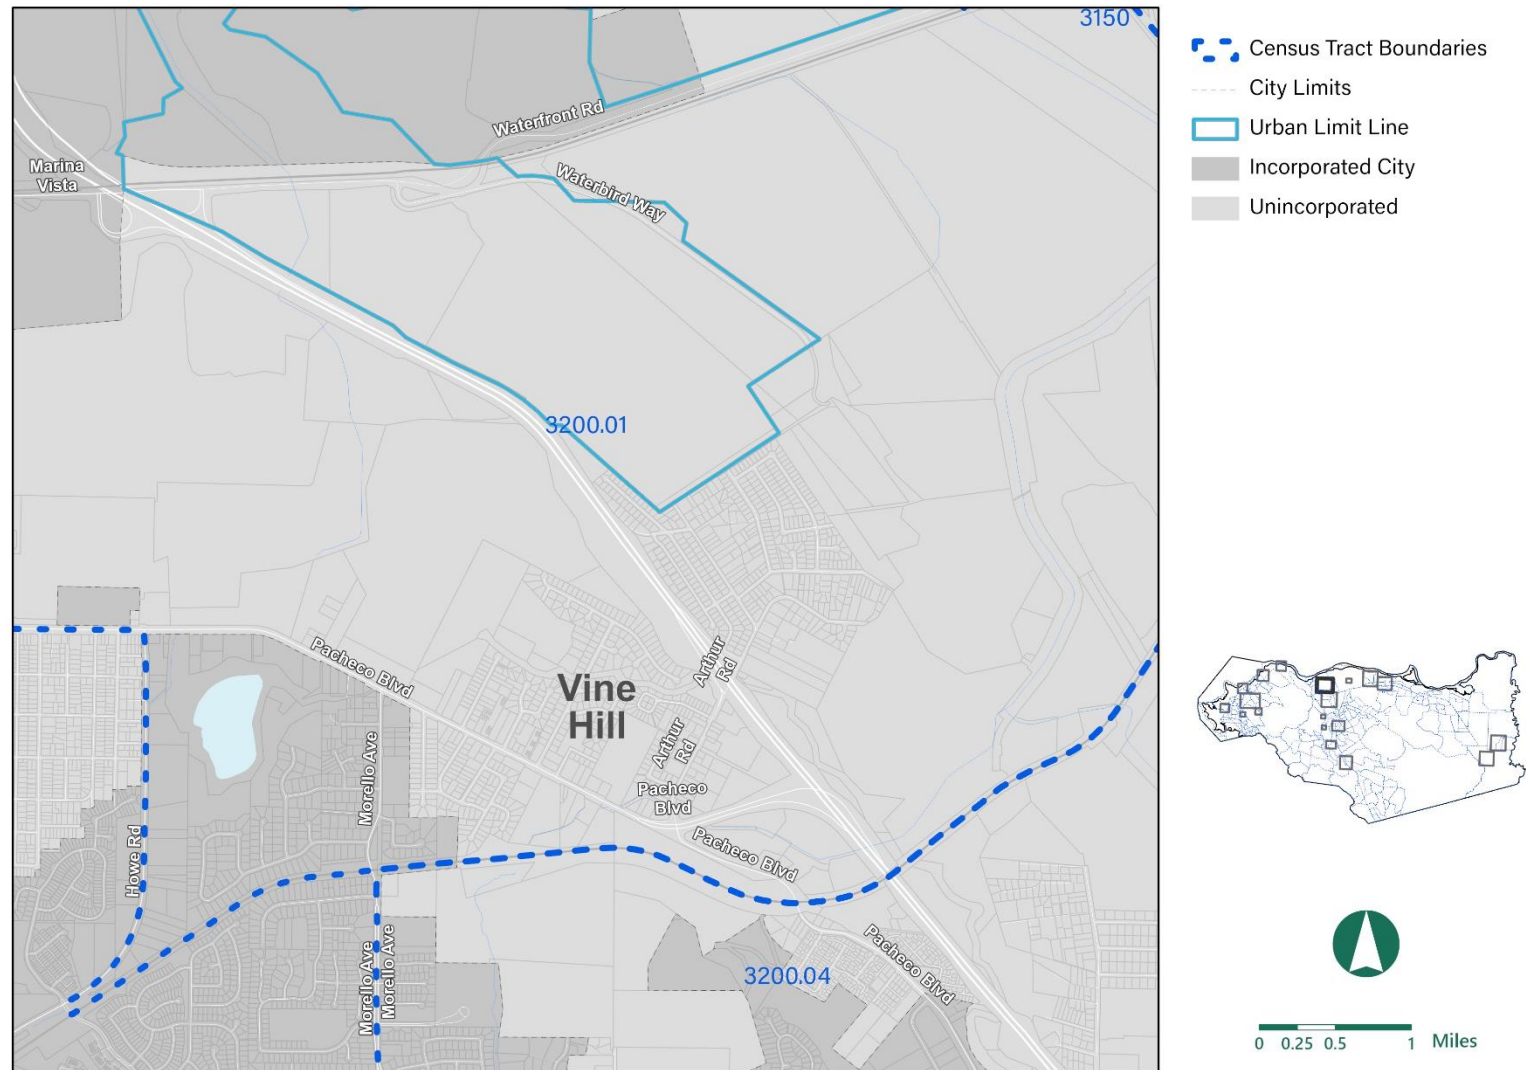 3150
Waterfront Rd
Marina
Vista
Waterbird Way
3200.01
Pacheco Blvd
Arthur
Rd
Vine
Hill
Arthur
Rd
Morello Ave
Pacheco
Blvd
Howe Rd
Pacheco Blvd
Morello Ave
Morello Ave
Pacheco Blvd
3200.04
Census Tract Boundaries
City Limits
Urban Limit Line
Incorporated City
Unincorporated
0 0.25 0.5 1 Miles